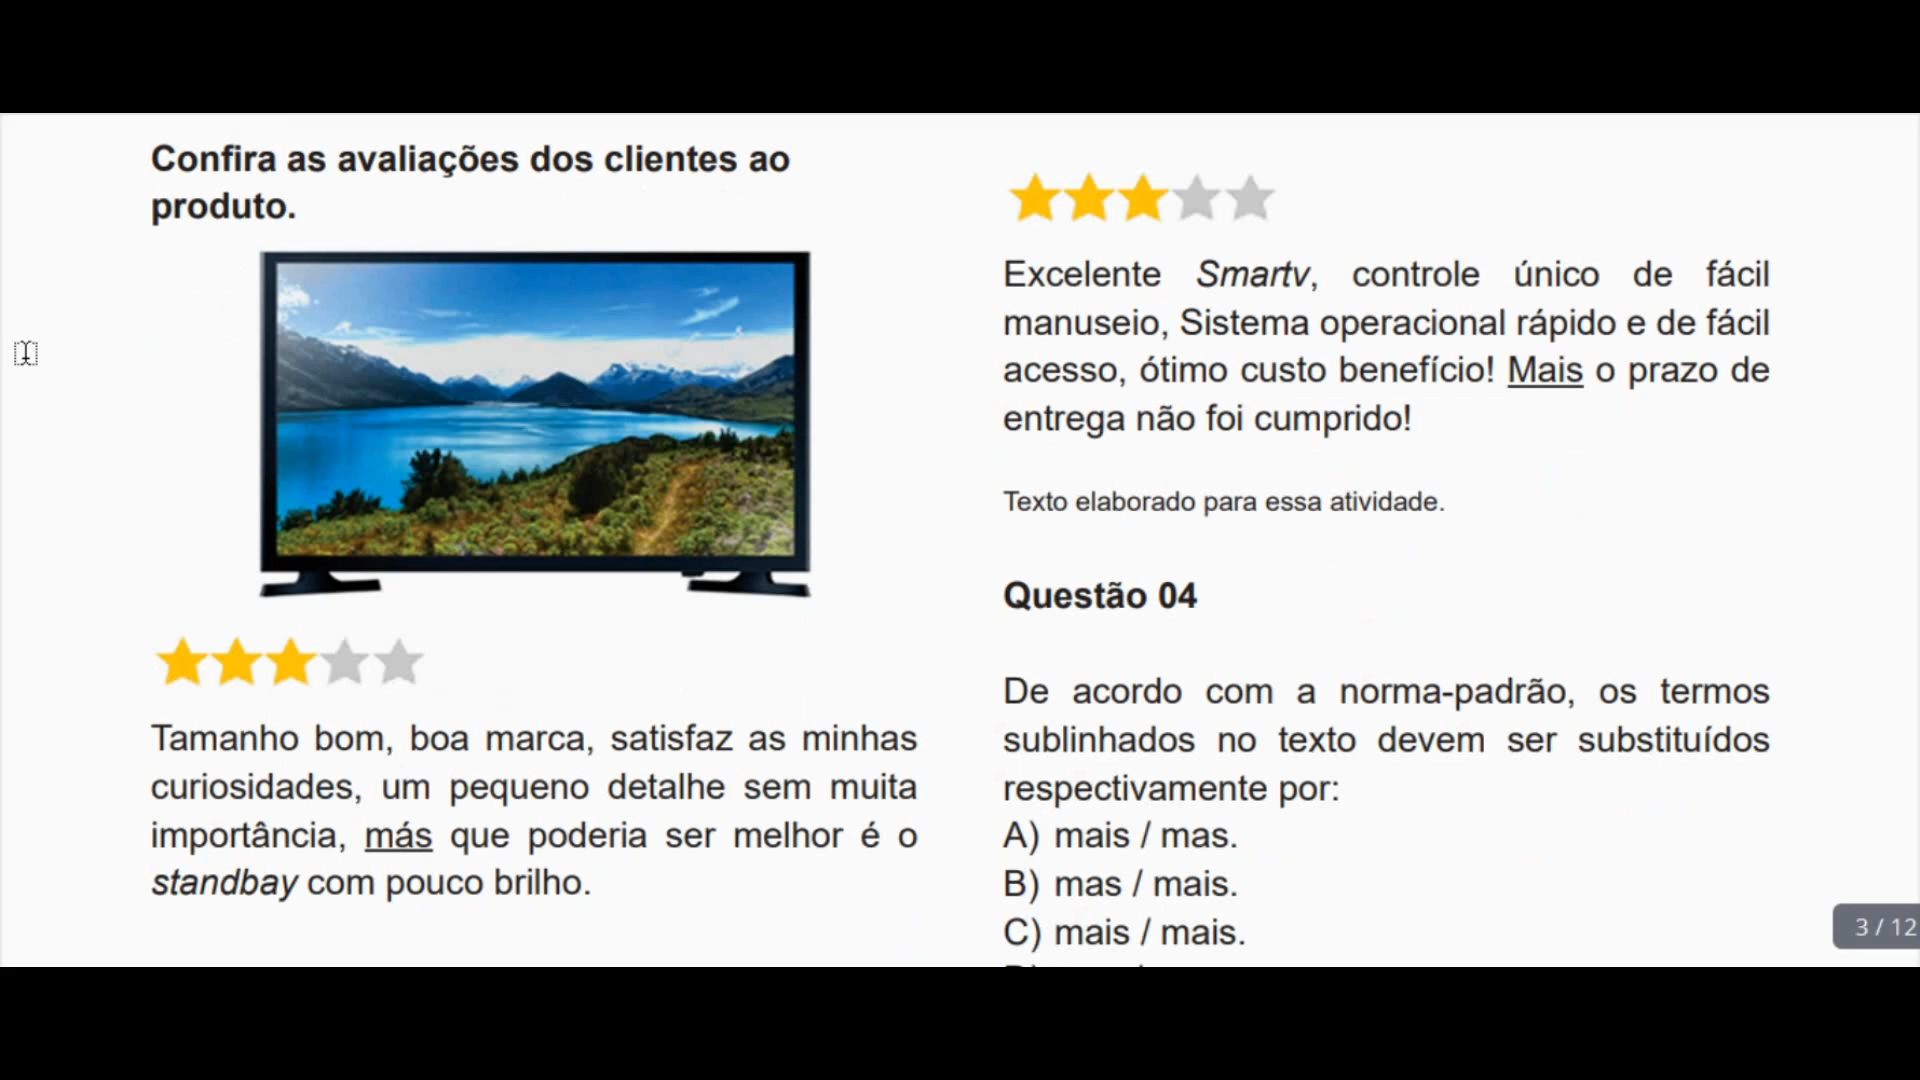 Confira as avaliações dos clientes ao
produto.
Tamanho bom, boa marca, satisfaz as minhas
curiosidades, um pequeno detalhe sem muita
importância, más que poderia ser melhor é o
standbay com pouco brilho.
Excelente Smartv, controle único de fácil
manuseio, Sistema operacional rápido e de fácil
acesso, ótimo custo benefício! Mais o prazo de
entrega não foi cumprido!
Texto elaborado para essa atividade.
Questão 04
De acordo com a norma-padrão, os termos
sublinhados no texto devem ser substituídos
respectivamente por:
A) mais / mas.
B) mas / mais.
C) mais / mais.
3 / 12